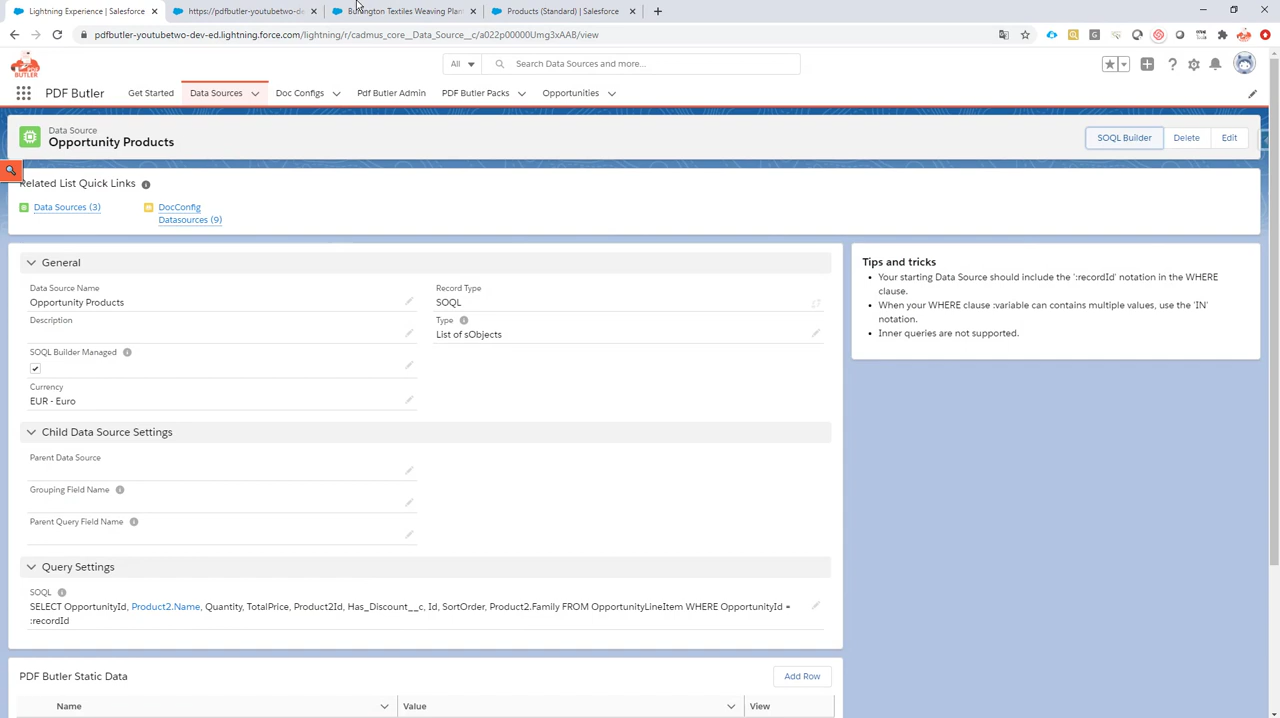 Lightning Experience | Salesforce
https://pdfbutler-youtubetwo-de
Burlington Textiles Weaving Plan
Products (Standard) | Salesforce
pdfbutler-youtubetwo-dev-ed.lightning.force.com/lightning/r/cadmus_core__Data_Source__c/a022p00000Umg3xAAB/view
BUTLER
All
Search Data Sources and more...
PDF Butler
Get Started
Data Sources
Doc Configs
Pdf Butler Admin
PDF Butler Packs
Opportunities
Data Source
Opportunity Products
SOQL Builder
Delete
Edit
Related List Quick Links
Data Sources (3)
DocConfig
Datasources (9)
General
Data Source Name
Opportunity Products
Record Type
SOQL
Description
Type
List of sObjects
SOQL Builder Managed
Currency
EUR - Euro
Child Data Source Settings
Parent Data Source
Grouping Field Name
Parent Query Field Name
Query Settings
SOQL
SELECT OpportunityId, Product2.Name, Quantity, TotalPrice, Product2Id, Has_Discount__c, Id, SortOrder, Product2.Family FROM OpportunityLineItem WHERE OpportunityId =
:recordId
Tips and tricks
Your starting Data Source should include the ':recordId' notation in the WHERE
clause.
When your WHERE clause :variable can contains multiple values, use the 'IN'
notation.
Inner queries are not supported.
PDF Butler Static Data
Add Row
Name
Value
View